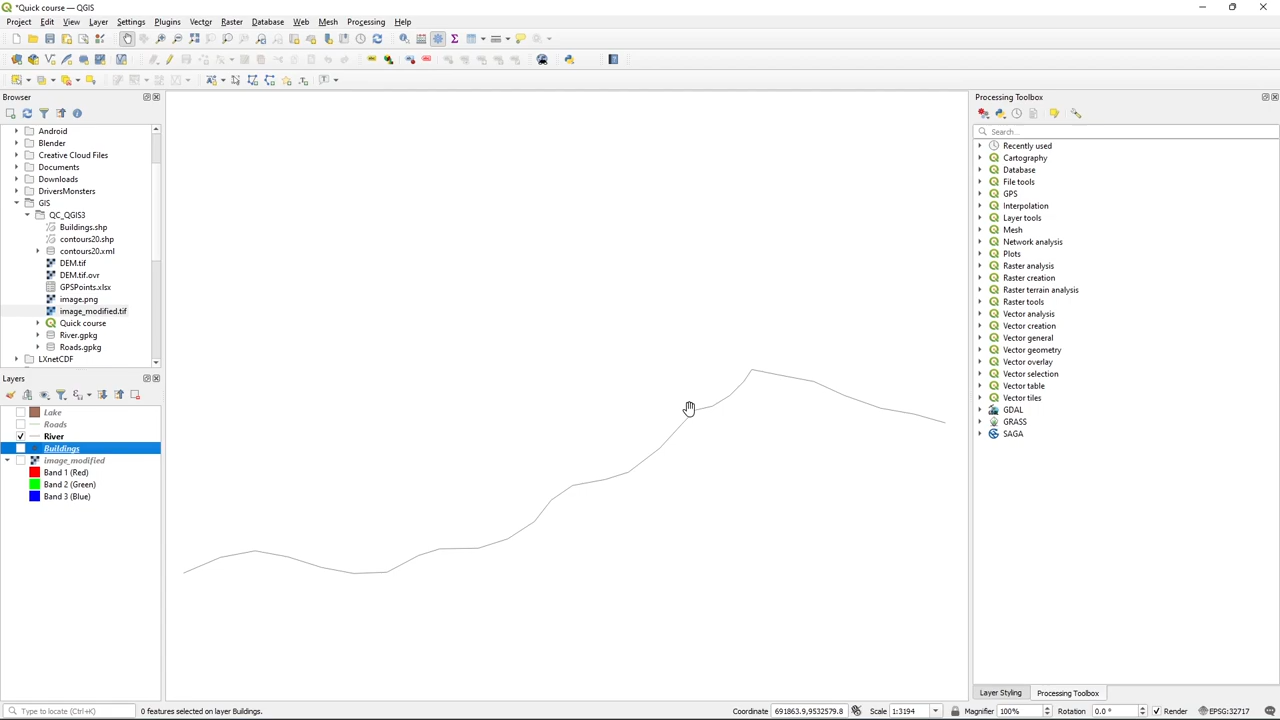 *Quick course — QGIS
Project Edit View Layer Settings Plugins Vector Raster Database Web Mesh Processing Help
Browser
Android
Blender
Creative Cloud Files
Documents
Downloads
DriversMonsters
GIS
QC_QGIS3
Buildings.shp
contours20.shp
contours20.xml
DEM.tif
DEM.tif.ovr
GPSPoints.xlsx
image.png
image_modified.tif
Quick course
River.gpkg
Roads.gpkg
LXnetCDF
Layers
Lake
Roads
River
Buildings
image_modified
Band 1 (Red)
Band 2 (Green)
Band 3 (Blue)
Processing Toolbox
Search...
Recently used
Cartography
Database
File tools
GPS
Interpolation
Layer tools
Mesh
Network analysis
Plots
Raster analysis
Raster creation
Raster terrain analysis
Raster tools
Vector analysis
Vector creation
Vector general
Vector geometry
Vector overlay
Vector selection
Vector table
Vector tiles
GDAL
GRASS
SAGA
Layer Styling Processing Toolbox
Type to locate (Ctrl+K) 0 features selected on layer Buildings. Coordinate 691863.9,9532579.8 Scale 1:3194 Magnifier 100% Rotation 0.0 ° Render EPSG:32717